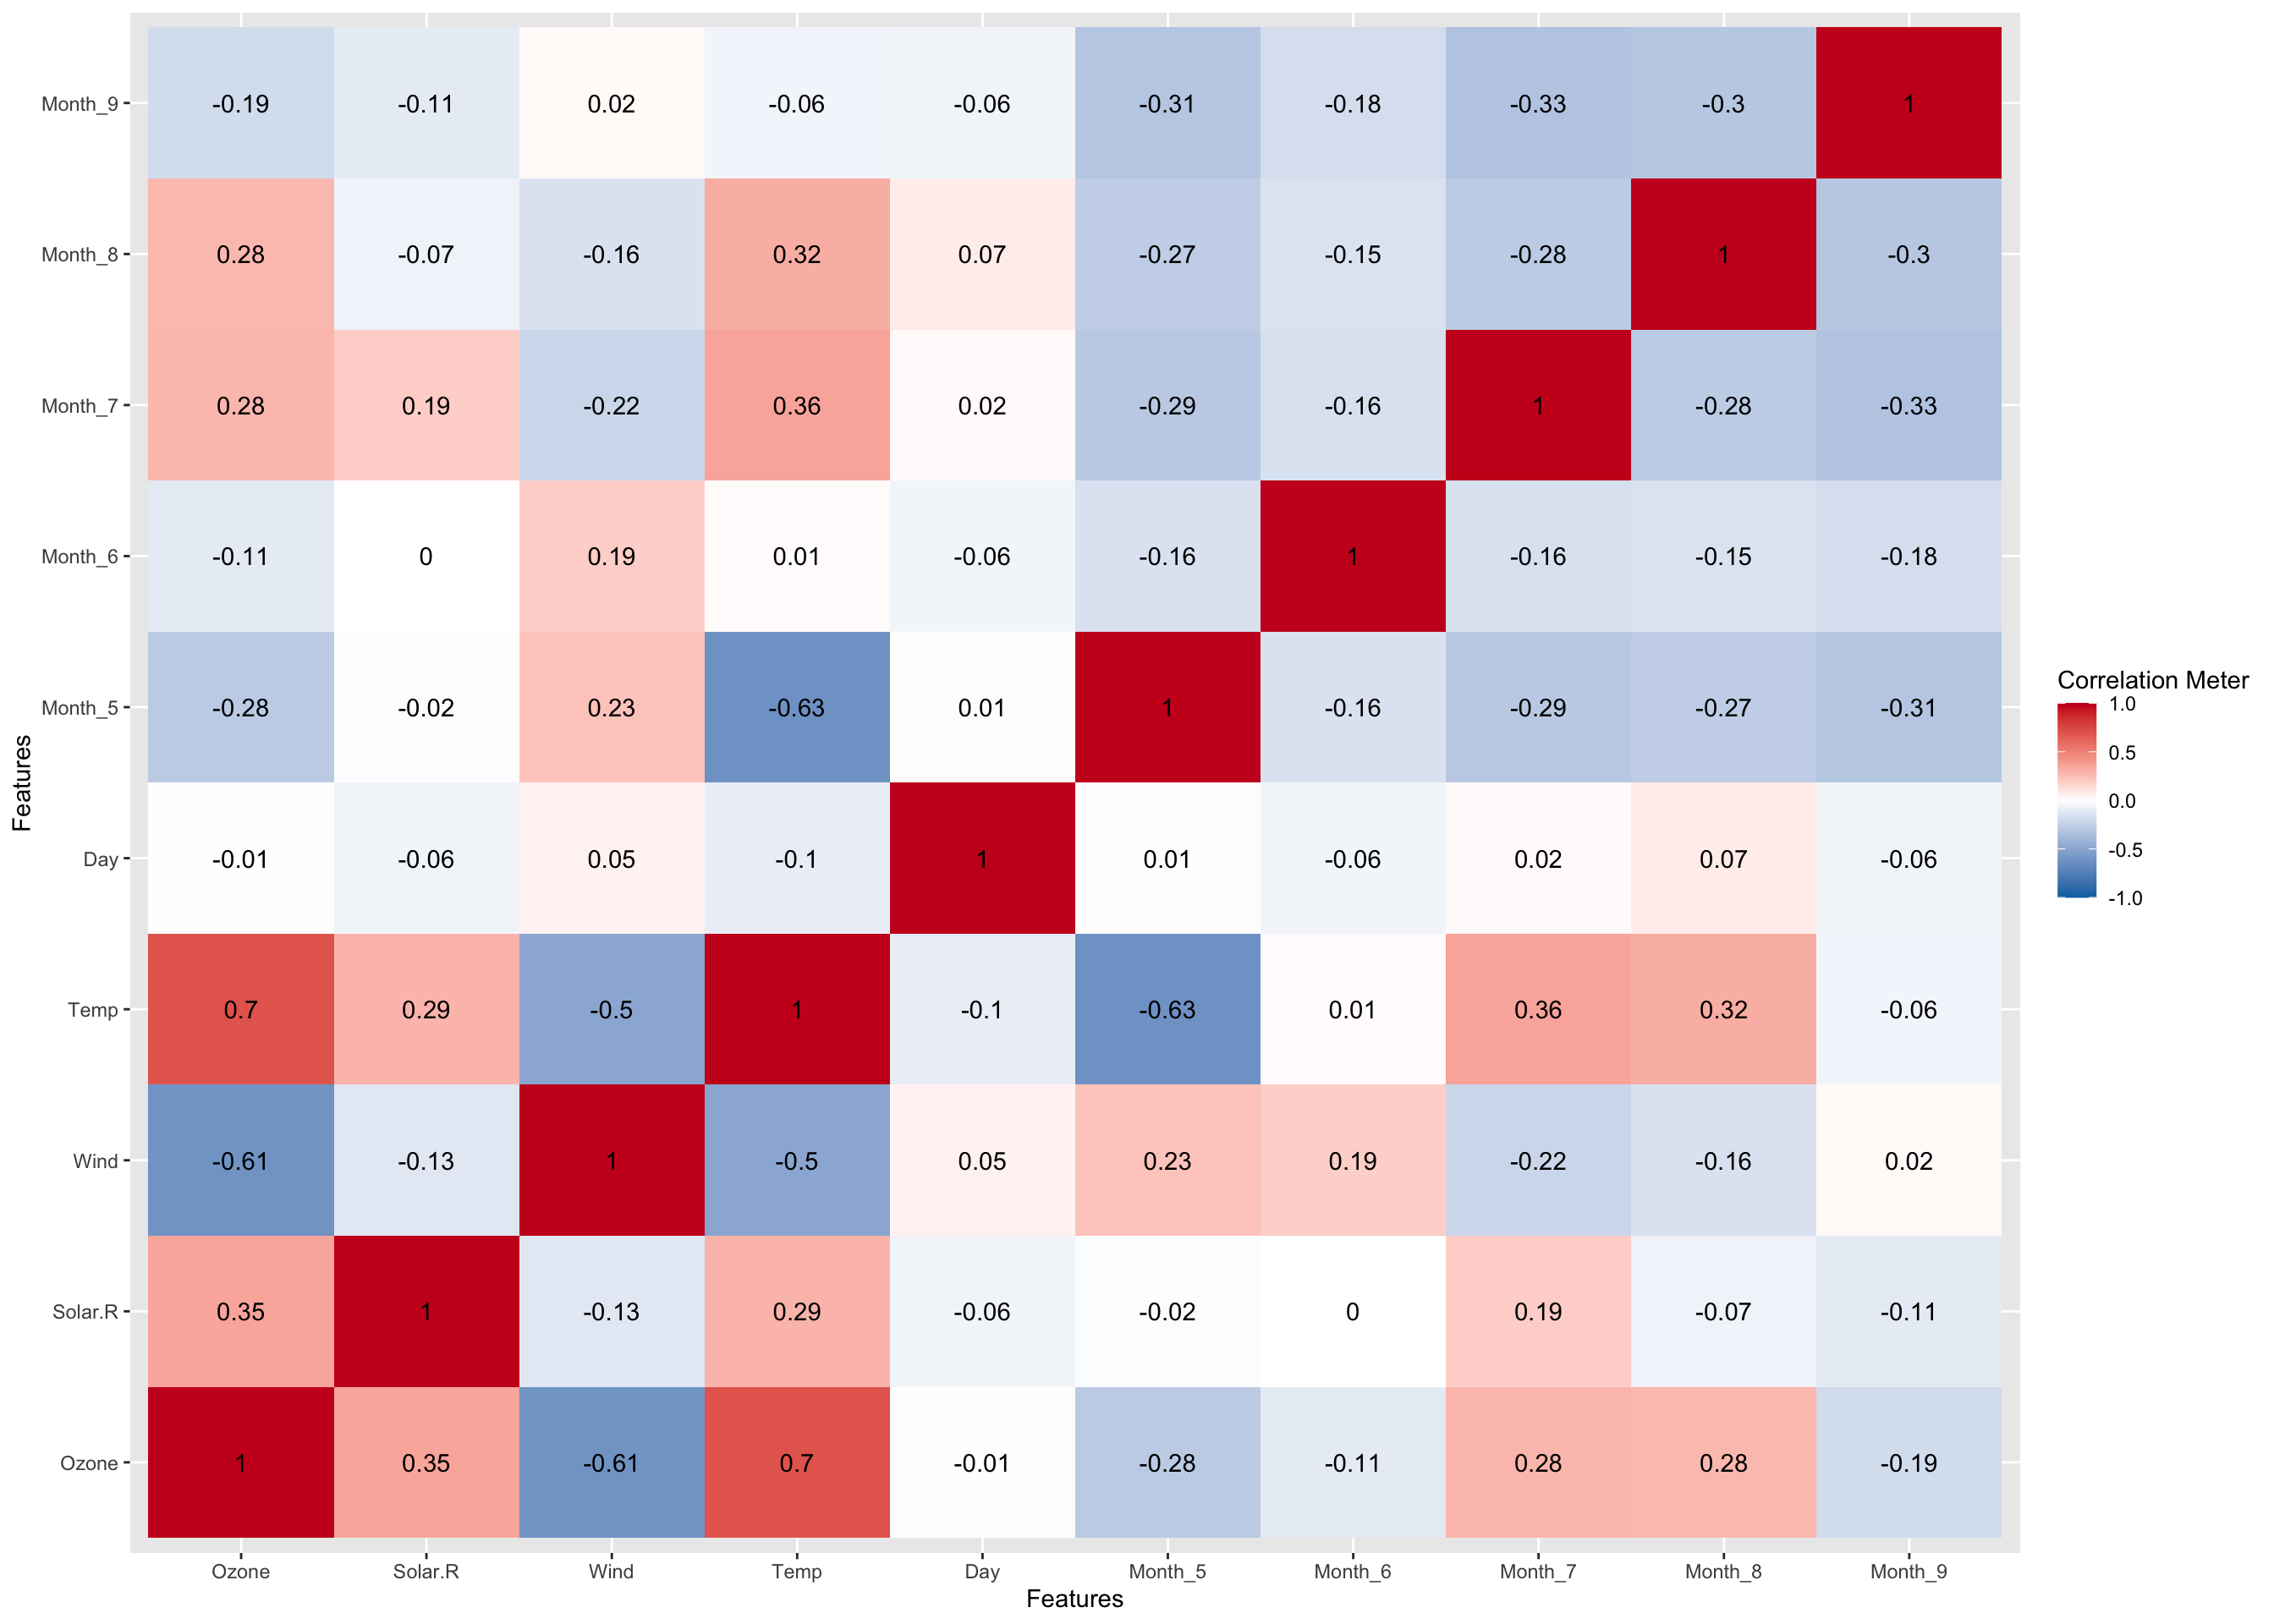 Month_9 -0.19 -0.11 0.02 -0.06 -0.06 -0.31 -0.18 -0.33 -0.3 1
Month_8 0.28 -0.07 -0.16 0.32 0.07 -0.27 -0.15 -0.28 1 -0.3
Month_7 0.28 0.19 -0.22 0.36 0.02 -0.29 -0.16 1 -0.28 -0.33
Month_6 -0.11 0 0.19 0.01 -0.06 -0.16 1 -0.16 -0.15 -0.18
Month_5 -0.28 -0.02 0.23 -0.63 0.01 1 -0.16 -0.29 -0.27 -0.31
Day -0.01 -0.06 0.05 -0.1 1 0.01 -0.06 0.02 0.07 -0.06
Temp 0.7 0.29 -0.5 1 -0.1 -0.63 0.01 0.36 0.32 -0.06
Wind -0.61 -0.13 1 -0.5 0.05 0.23 0.19 -0.22 -0.16 0.02
Solar.R 0.35 1 -0.13 0.29 -0.06 -0.02 0 0.19 -0.07 -0.11
Ozone 1 0.35 -0.61 0.7 -0.01 -0.28 -0.11 0.28 0.28 -0.19
Ozone Solar.R Wind Temp Day Month_5 Month_6 Month_7 Month_8 Month_9
Features
Features
Correlation Meter
1.0
0.5
0.0
-0.5
-1.0